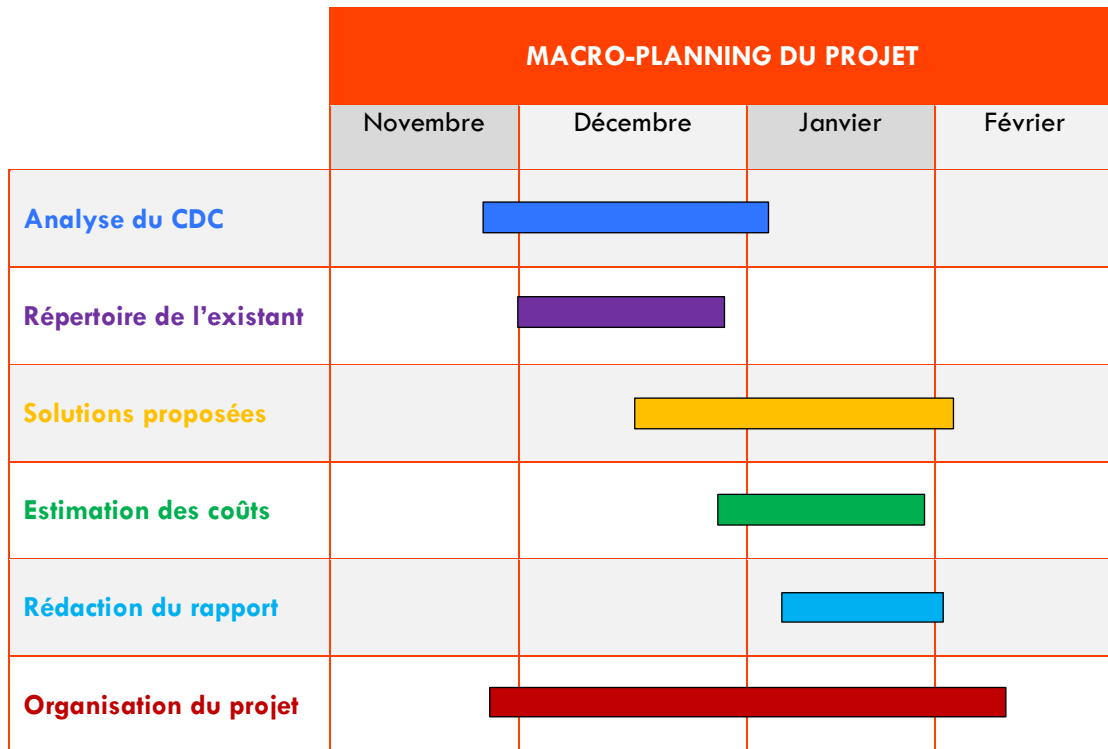 MACRO-PLANNING DU PROJET
Novembre Décembre Janvier Février
Analyse du CDC
Répertoire de l’existant
Solutions proposées
Estimation des coûts
Rédaction du rapport
Organisation du projet